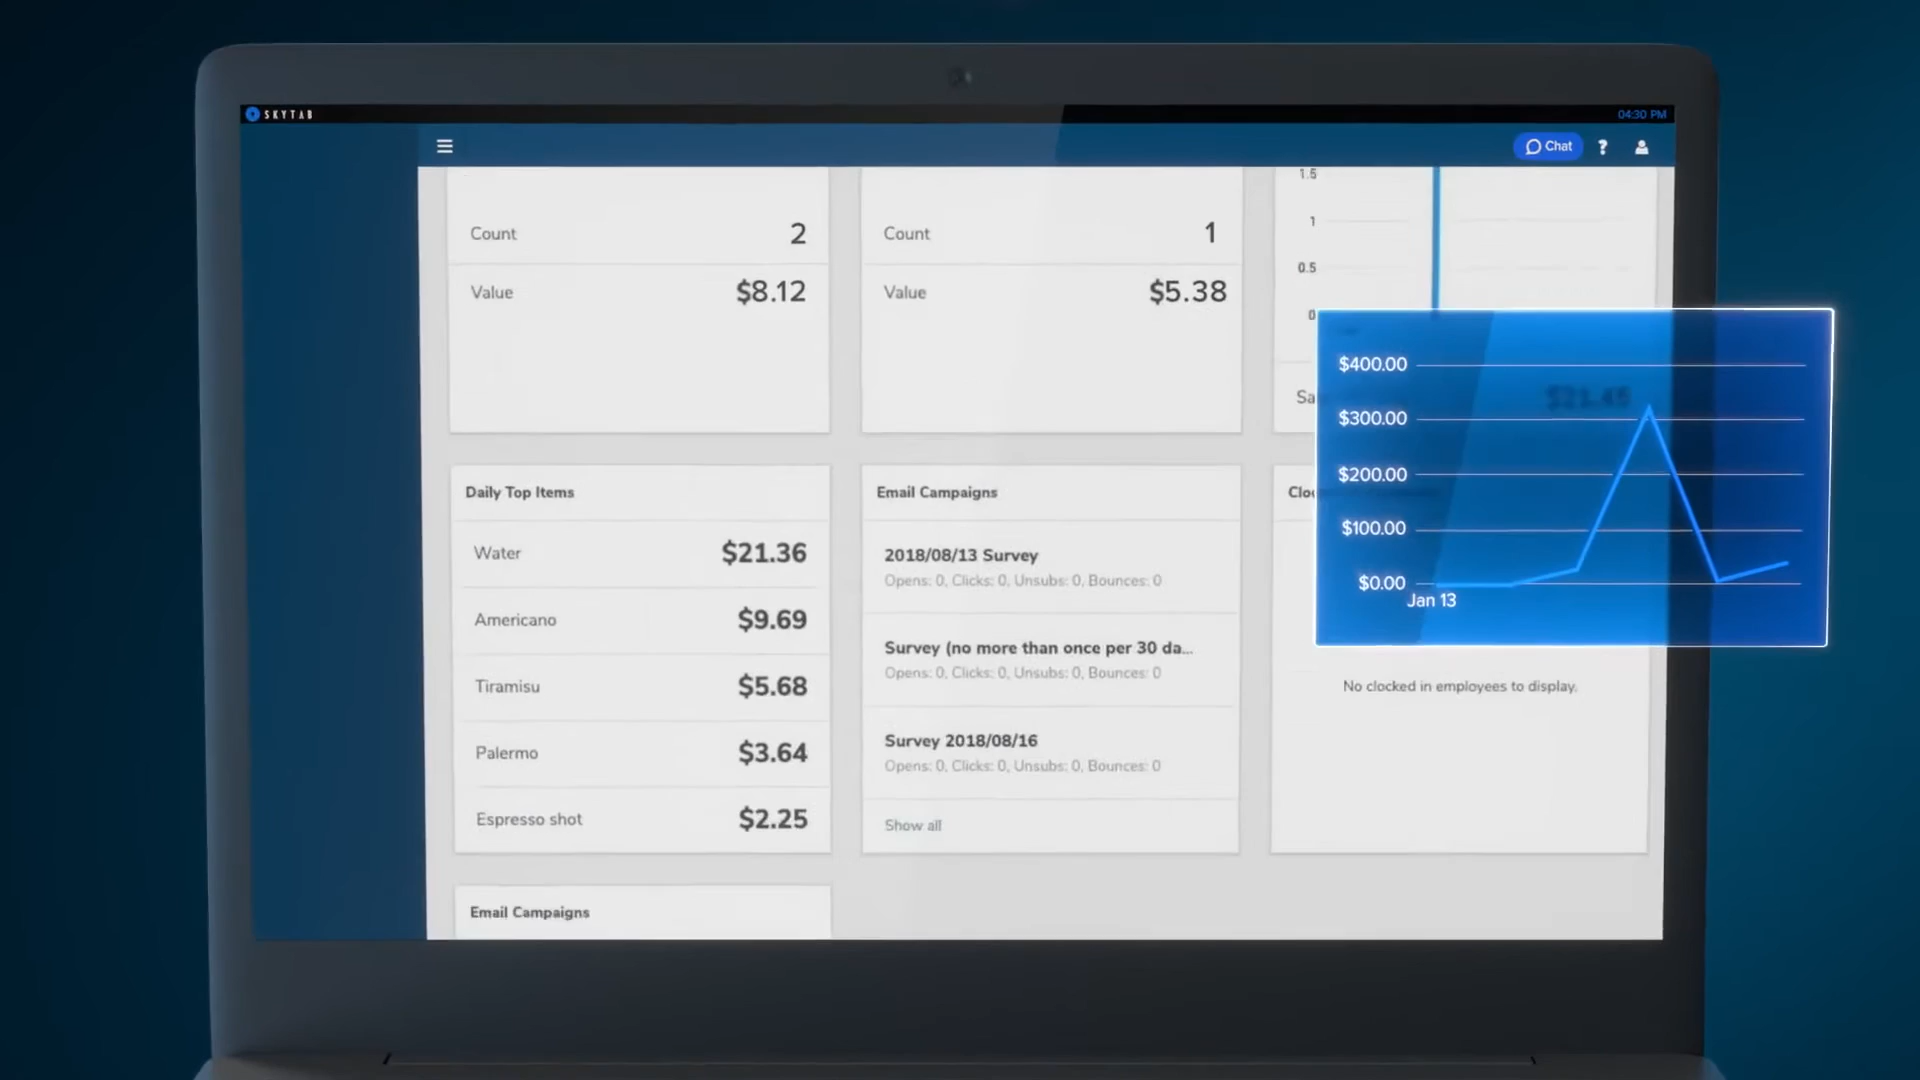 SKYTAB
04:30 PM
Chat
?
Count 2
Value $8.12
Count 1
Value $5.38
1.5
1
0.5
0
Sa
$21.45
$400.00
$300.00
$200.00
$100.00
$0.00
Jan 13
Daily Top Items
Water $21.36
Americano $9.69
Tiramisu $5.68
Palermo $3.64
Espresso shot $2.25
Email Campaigns
2018/08/13 Survey
Opens: 0, Clicks: 0, Unsubs: 0, Bounces: 0
Survey (no more than once per 30 da...
Opens: 0, Clicks: 0, Unsubs: 0, Bounces: 0
Survey 2018/08/16
Opens: 0, Clicks: 0, Unsubs: 0, Bounces: 0
Show all
No clocked in employees to display.
Email Campaigns